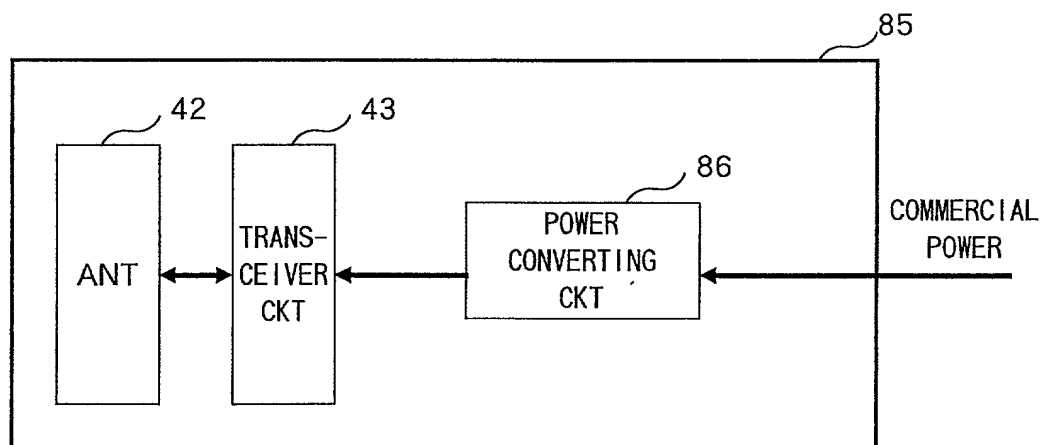 85
42
43
86
COMMERCIAL
POWER
ANT
TRANS-
CEIVER
CKT
POWER
CONVERTING
CKT